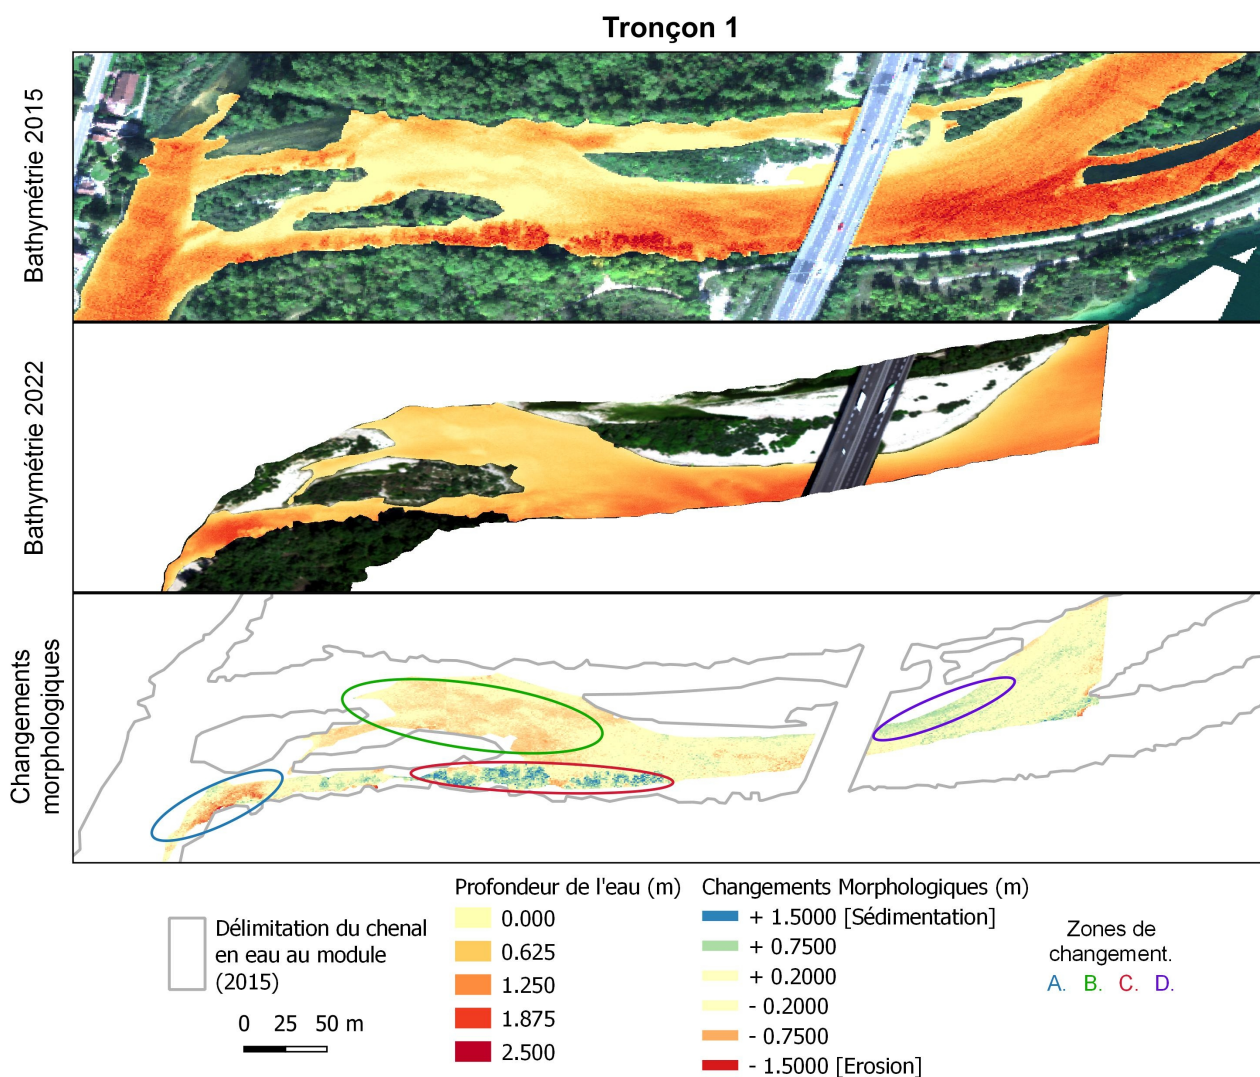 Tronçon 1
Bathymétrie 2015
Bathymétrie 2022
Changements
morphologiques
Délimitation du chenal
en eau au module
(2015)
0 25 50 m
Profondeur de l'eau (m)
0.000
0.625
1.250
1.875
2.500
Changements Morphologiques (m)
+ 1.5000 [Sédimentation]
+ 0.7500
+ 0.2000
- 0.2000
- 0.7500
- 1.5000 [Erosion]
Zones de
changement.
A. B. C. D.